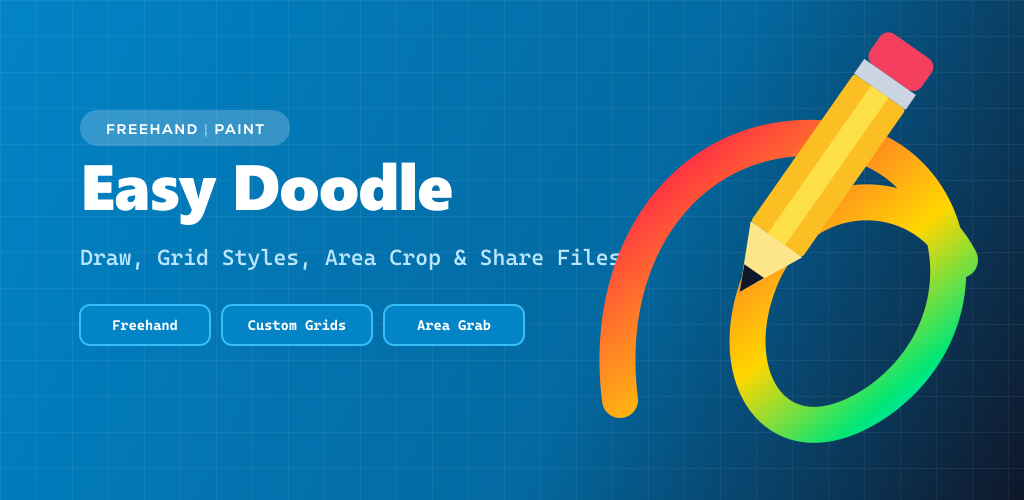 FREEHAND ¦ PAINT
Easy Doodle
Draw, Grid Styles, Area Crop & Share Files
Freehand
Custom Grids
Area Grab